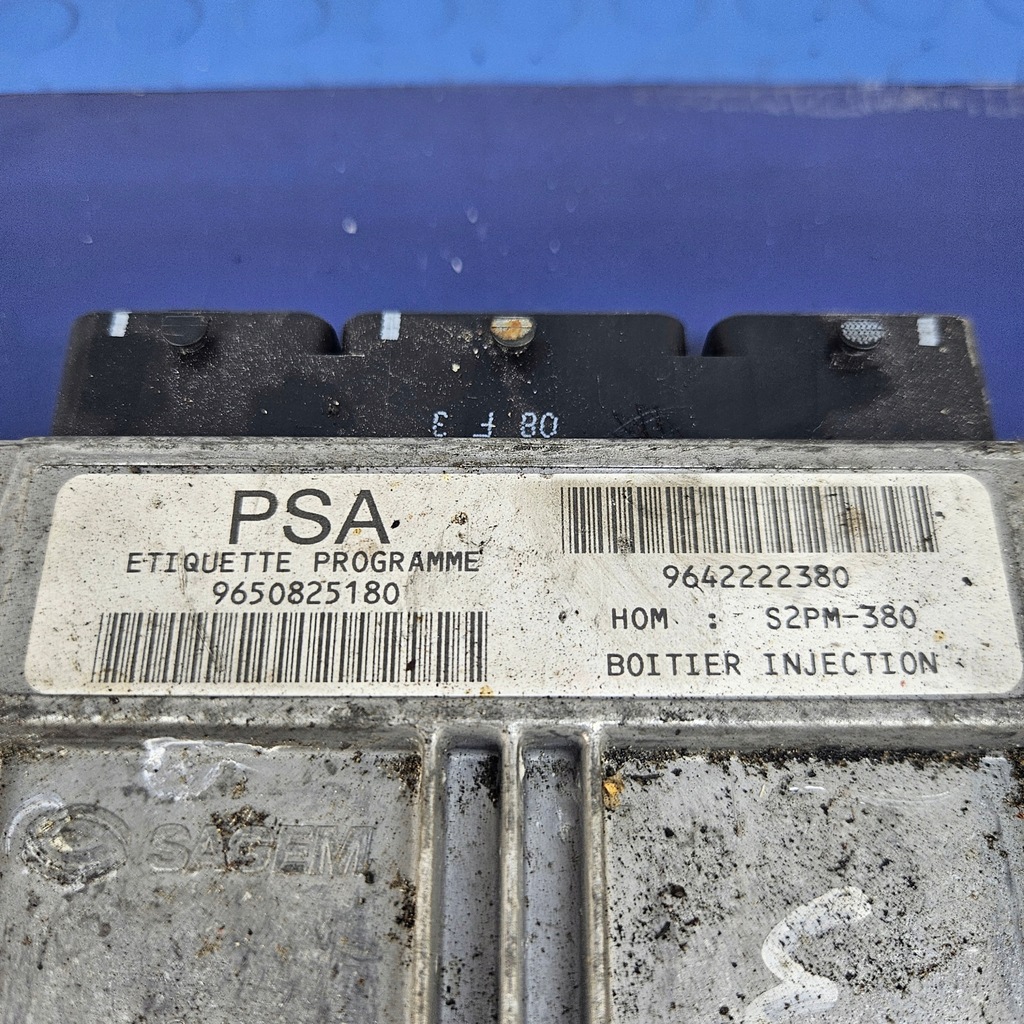 08 F 3
PSA
ETIQUETTE PROGRAMME
9650825180
9642222380
HOM : S2PM-380
BOITIER INJECTION
SAGEM